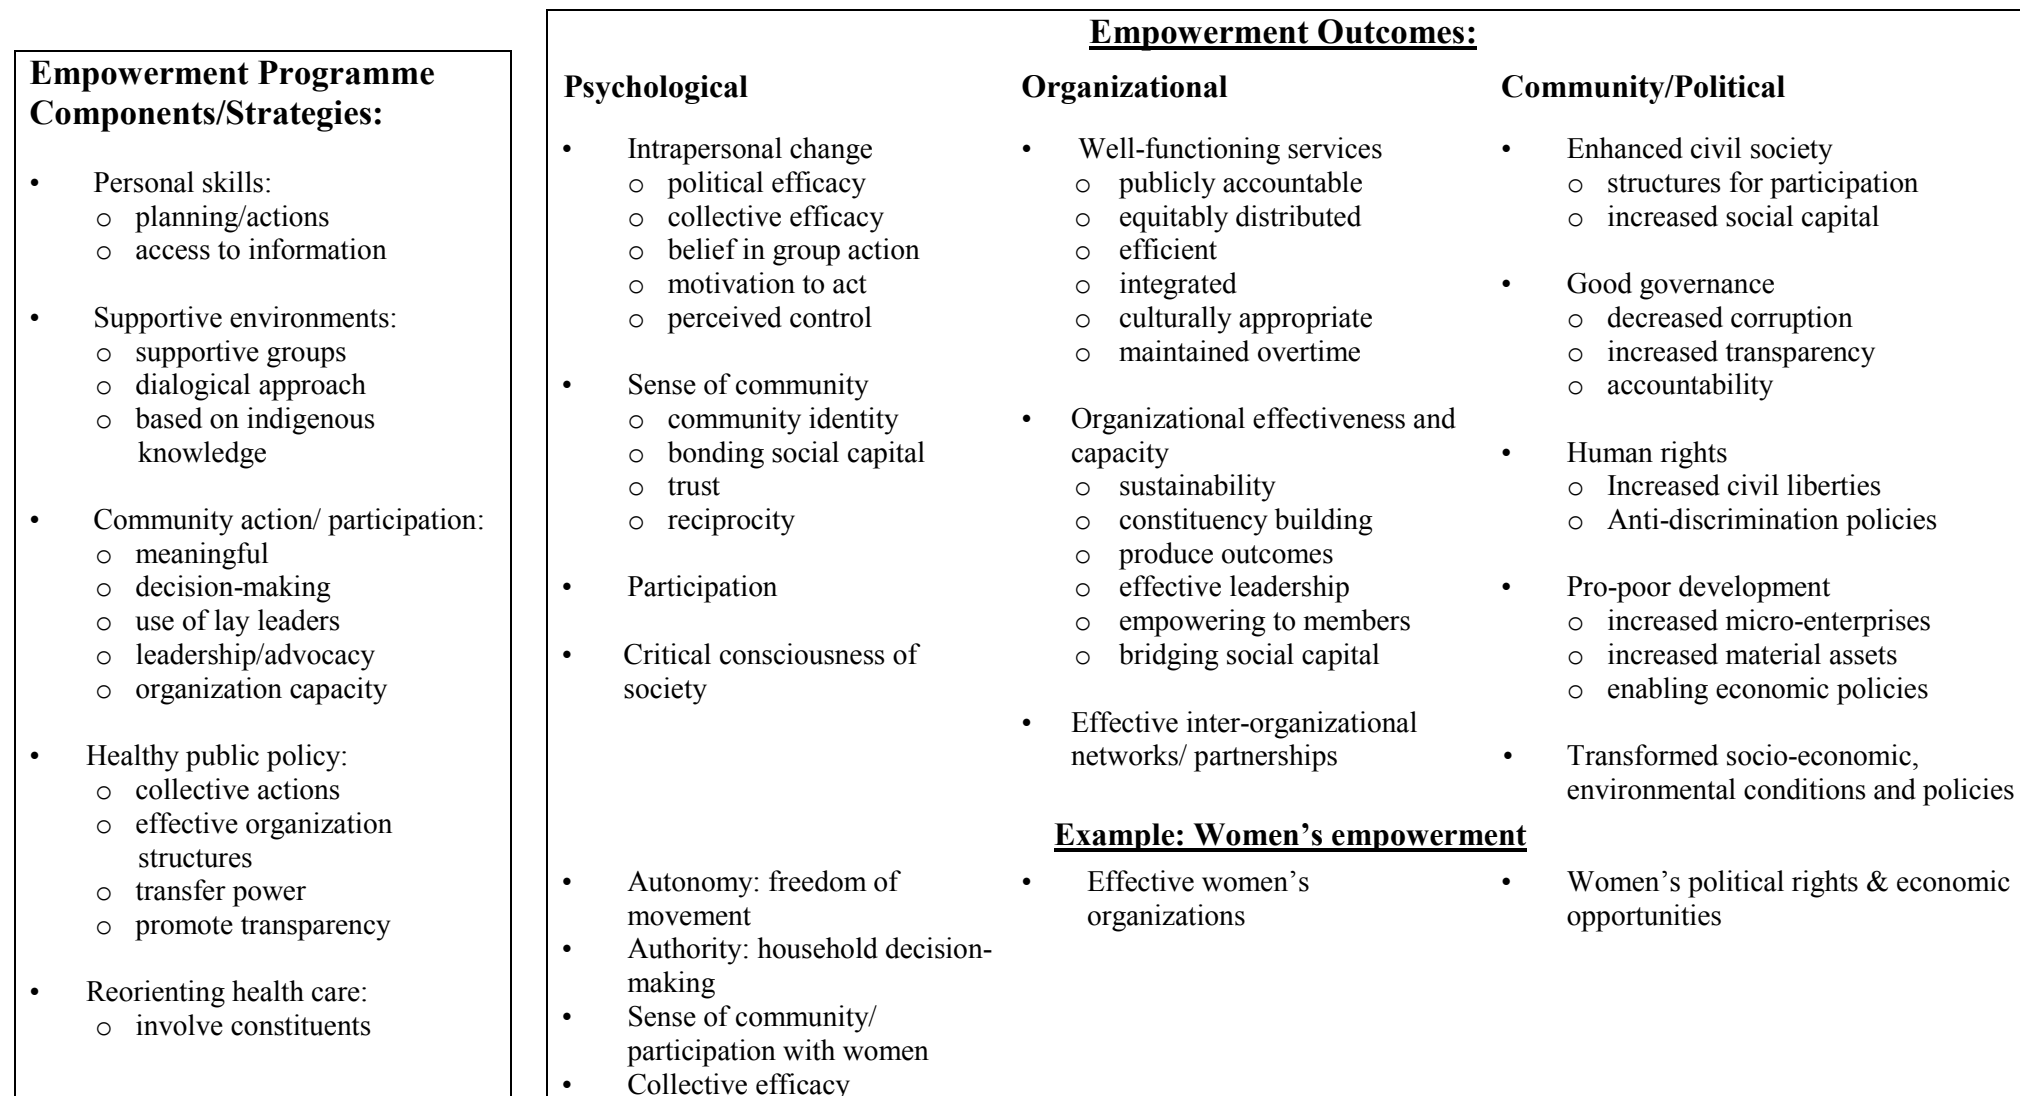 Empowerment Programme
Components/Strategies:
• Personal skills:
o planning/actions
o access to information
• Supportive environments:
o supportive groups
o dialogical approach
o based on indigenous
knowledge
• Community action/ participation:
o meaningful
o decision-making
o use of lay leaders
o leadership/advocacy
o organization capacity
• Healthy public policy:
o collective actions
o effective organization
structures
o transfer power
o promote transparency
• Reorienting health care:
o involve constituents
Empowerment Outcomes:
Psychological
• Intrapersonal change
o political efficacy
o collective efficacy
o belief in group action
o motivation to act
o perceived control
• Sense of community
o community identity
o bonding social capital
o trust
o reciprocity
• Participation
• Critical consciousness of
society
Organizational
• Well-functioning services
o publicly accountable
o equitably distributed
o efficient
o integrated
o culturally appropriate
o maintained overtime
• Organizational effectiveness and
capacity
o sustainability
o constituency building
o produce outcomes
o effective leadership
o empowering to members
o bridging social capital
• Effective inter-organizational
networks/ partnerships
Community/Political
• Enhanced civil society
o structures for participation
o increased social capital
• Good governance
o decreased corruption
o increased transparency
o accountability
• Human rights
o Increased civil liberties
o Anti-discrimination policies
• Pro-poor development
o increased micro-enterprises
o increased material assets
o enabling economic policies
• Transformed socio-economic,
environmental conditions and policies
Example: Women’s empowerment
• Autonomy: freedom of
movement
• Authority: household decision-
making
• Sense of community/
participation with women
• Collective efficacy
• Effective women’s
organizations
• Women’s political rights & economic
opportunities